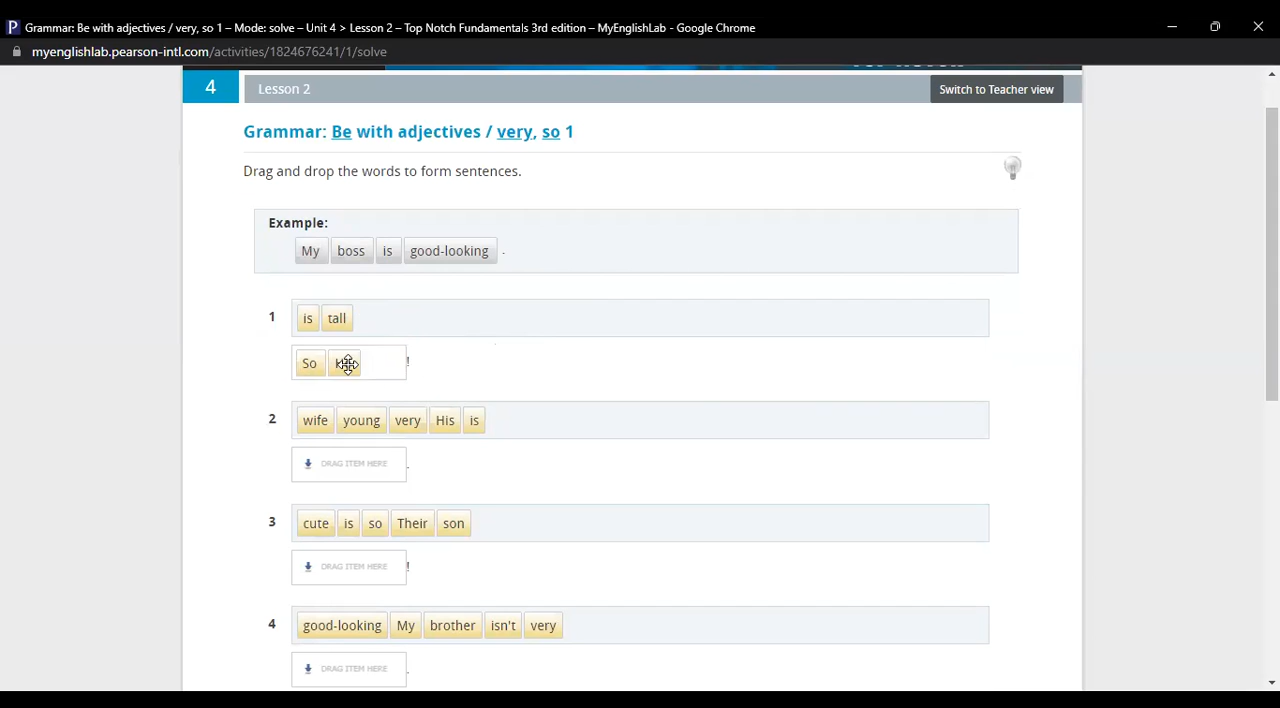 Grammar: Be with adjectives / very, so 1 – Mode: solve – Unit 4 > Lesson 2 – Top Notch Fundamentals 3rd edition – MyEnglishLab - Google Chrome
myenglishlab.pearson-intl.com/activities/1824676241/1/solve
4 Lesson 2 Switch to Teacher view
Grammar: Be with adjectives / very, so 1
Drag and drop the words to form sentences.
Example:
My boss is good-looking .
1 is tall
So !
2 wife young very His is
DRAG ITEM HERE .
3 cute is so Their son
DRAG ITEM HERE !
4 good-looking My brother isn't very
DRAG ITEM HERE .